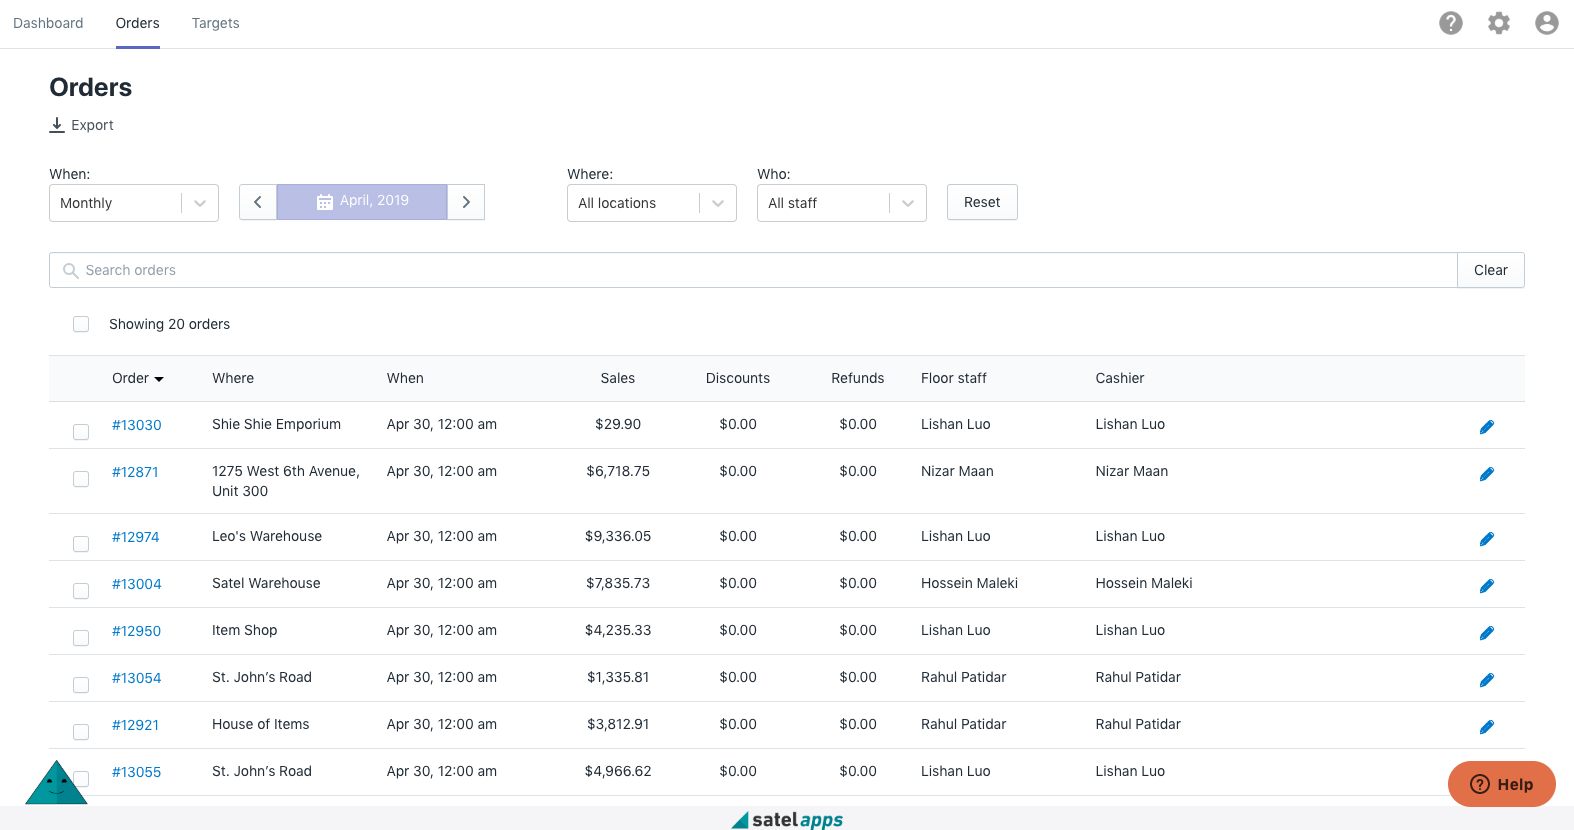 Dashboard Orders Targets
Orders
Export
When: Where: Who:
Monthly April, 2019 All locations All staff Reset
Search orders Clear
Showing 20 orders
Order Where When Sales Discounts Refunds Floor staff Cashier
#13030 Shie Shie Emporium Apr 30, 12:00 am $29.90 $0.00 $0.00 Lishan Luo Lishan Luo
#12871 1275 West 6th Avenue, Apr 30, 12:00 am $6,718.75 $0.00 $0.00 Nizar Maan Nizar Maan
Unit 300
#12974 Leo's Warehouse Apr 30, 12:00 am $9,336.05 $0.00 $0.00 Lishan Luo Lishan Luo
#13004 Satel Warehouse Apr 30, 12:00 am $7,835.73 $0.00 $0.00 Hossein Maleki Hossein Maleki
#12950 Item Shop Apr 30, 12:00 am $4,235.33 $0.00 $0.00 Lishan Luo Lishan Luo
#13054 St. John’s Road Apr 30, 12:00 am $1,335.81 $0.00 $0.00 Rahul Patidar Rahul Patidar
#12921 House of Items Apr 30, 12:00 am $3,812.91 $0.00 $0.00 Rahul Patidar Rahul Patidar
#13055 St. John’s Road Apr 30, 12:00 am $4,966.62 $0.00 $0.00 Lishan Luo Lishan Luo
Help
satel apps